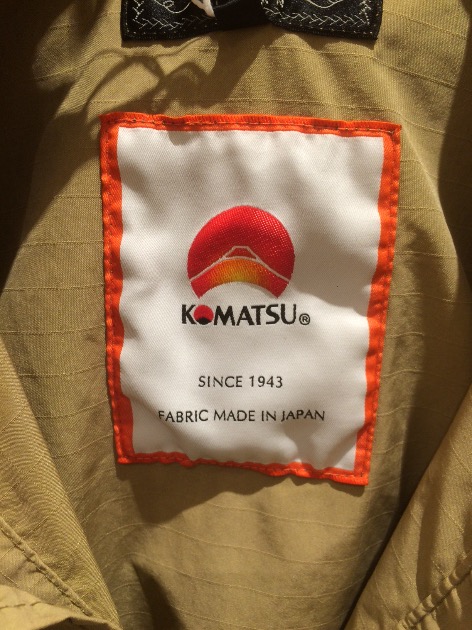 KOMATSU®
SINCE 1943
FABRIC MADE IN JAPAN